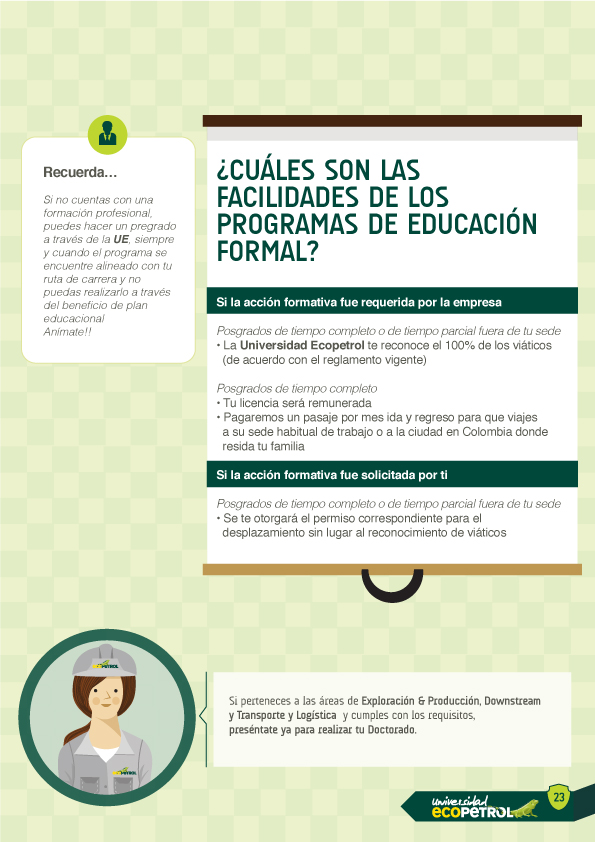 Recuerda...
Si no cuentas con una
formación profesional,
puedes hacer un pregrado
a través de la UE, siempre
y cuando el programa se
encuentre alineado con tu
ruta de carrera y no
puedas realizarlo a través
del beneficio de plan
educacional
Anímate!!
¿CUÁLES SON LAS
FACILIDADES DE LOS
PROGRAMAS DE EDUCACIÓN
FORMAL?
Si la acción formativa fue requerida por la empresa
Posgrados de tiempo completo o de tiempo parcial fuera de tu sede
• La Universidad Ecopetrol te reconoce el 100% de los viáticos
(de acuerdo con el reglamento vigente)
Posgrados de tiempo completo
• Tu licencia será remunerada
• Pagaremos un pasaje por mes ida y regreso para que viajes
a su sede habitual de trabajo o a la ciudad en Colombia donde
resida tu familia
Si la acción formativa fue solicitada por ti
Posgrados de tiempo completo o de tiempo parcial fuera de tu sede
• Se te otorgará el permiso correspondiente para el
desplazamiento sin lugar al reconocimiento de viáticos
ECOPETROL
ECOPETROL
Si perteneces a las áreas de Exploración & Producción, Downstream
y Transporte y Logística y cumples con los requisitos,
preséntate ya para realizar tu Doctorado.
Universidad
ECOPETROL
23